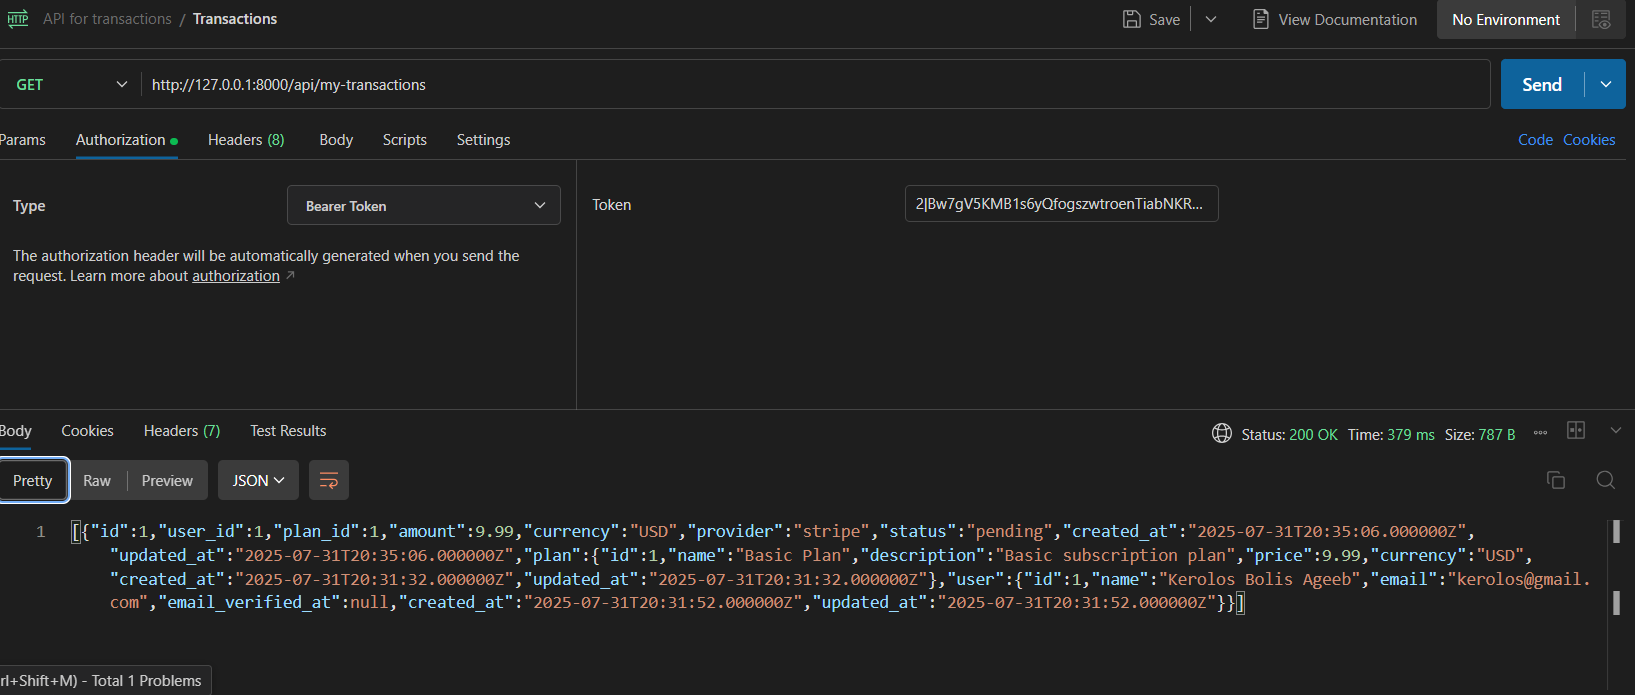 HTTP API for transactions / Transactions Save View Documentation No Environment
GET http://127.0.0.1:8000/api/my-transactions Send
Params Authorization Headers (8) Body Scripts Settings Code Cookies
Type Bearer Token Token 2|Bw7gV5KMB1s6yQfogszwtroenTiabNKR...
The authorization header will be automatically generated when you send the
request. Learn more about authorization
Body Cookies Headers (7) Test Results Status: 200 OK Time: 379 ms Size: 787 B
Pretty Raw Preview JSON
1 [{"id":1,"user_id":1,"plan_id":1,"amount":9.99,"currency":"USD","provider":"stripe","status":"pending","created_at":"2025-07-31T20:35:06.000000Z",
"updated_at":"2025-07-31T20:35:06.000000Z","plan":{"id":1,"name":"Basic Plan","description":"Basic subscription plan","price":9.99,"currency":"USD",
"created_at":"2025-07-31T20:31:32.000000Z","updated_at":"2025-07-31T20:31:32.000000Z"},"user":{"id":1,"name":"Kerolos Bolis Ageeb","email":"kerolos@gmail.
com","email_verified_at":null,"created_at":"2025-07-31T20:31:52.000000Z","updated_at":"2025-07-31T20:31:52.000000Z"}}]
rl+Shift+M) - Total 1 Problems